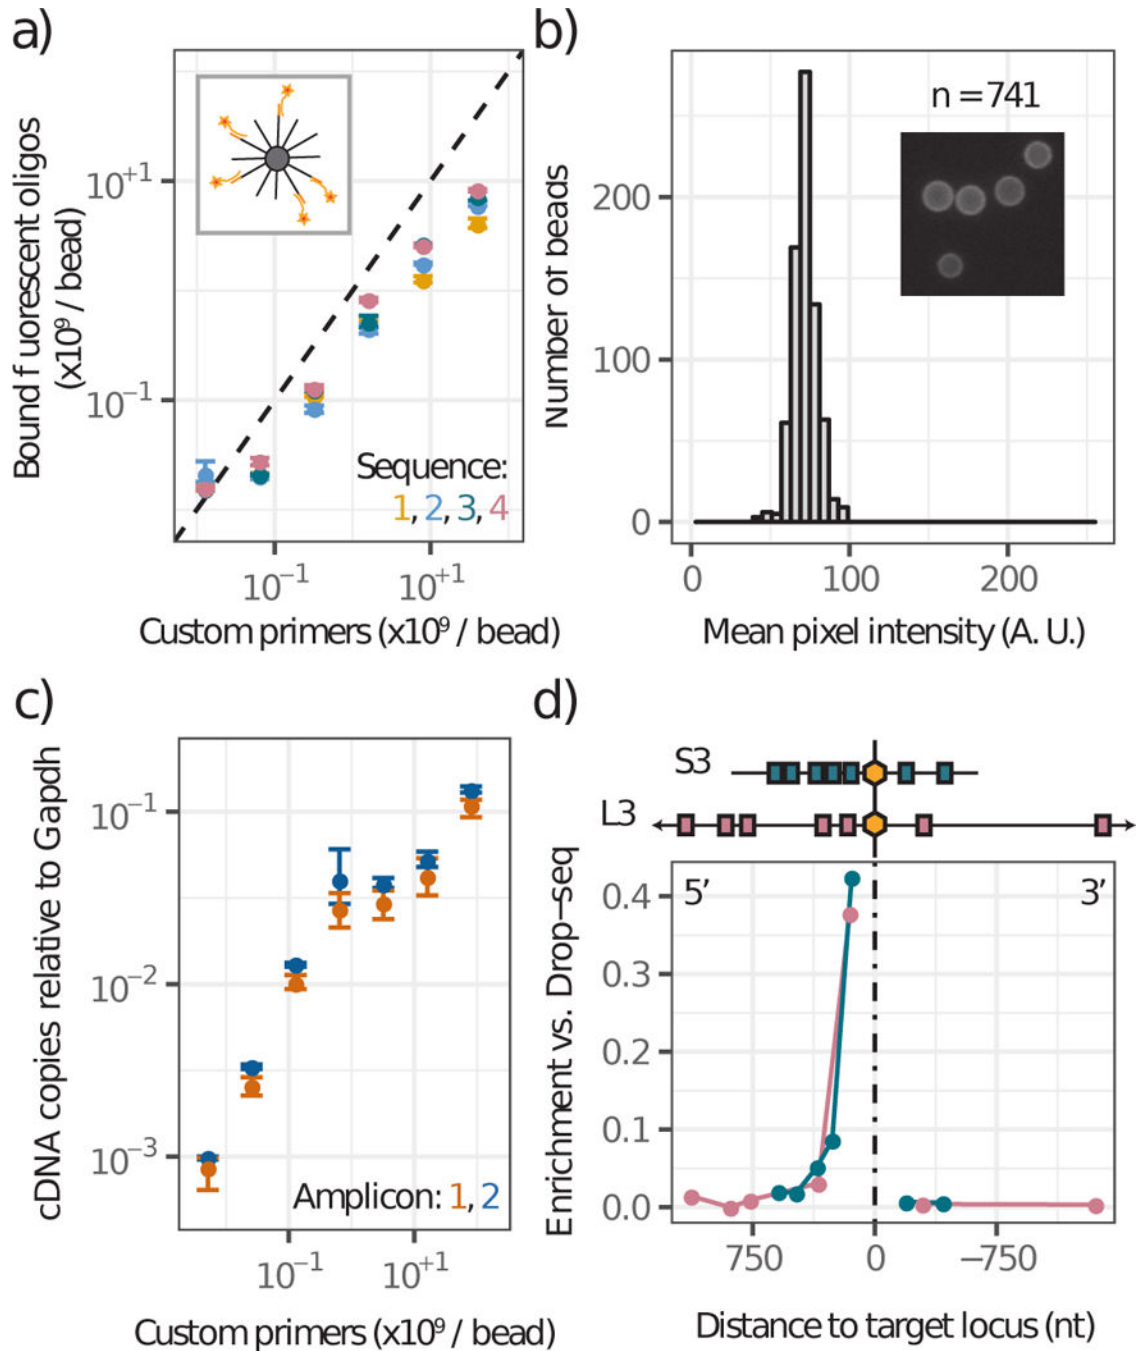 a)
Bound f uorescent oligos
(x10⁹ / bead)
10⁺¹
10⁻¹
Sequence:
1, 2, 3, 4
10⁻¹
10⁺¹
Custom primers (x10⁹ / bead)
b)
Number of beads
n = 741
200
100
0
0
100
200
Mean pixel intensity (A. U.)
c)
cDNA copies relative to Gapdh
10⁻¹
10⁻²
10⁻³
Amplicon: 1, 2
10⁻¹
10⁺¹
Custom primers (x10⁹ / bead)
d)
S3
L3
Enrichment vs. Drop−seq
5’
3’
0.4
0.3
0.2
0.1
0.0
750
0
−750
Distance to target locus (nt)